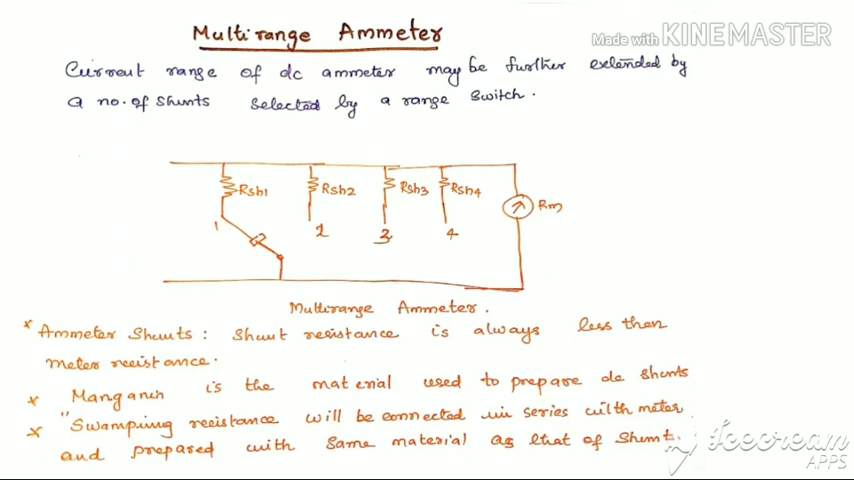 Multirange Ammeter
Made with KINEMASTER
Current range of dc ammeter may be further extended by
a no. of shunts selected by a range switch.
Rsh1 Rsh2 Rsh3 Rsh4 Rm
1 2 3 4
Multirange Ammeter.
* Ammeter Shunts: Shunt resistance is always less than
meter resistance.
* Manganin is the material used to prepare dc shunts
* "Swamping resistance will be connected in series with meter
and prepared with same material as that of Shunt.
Icecream
APPS